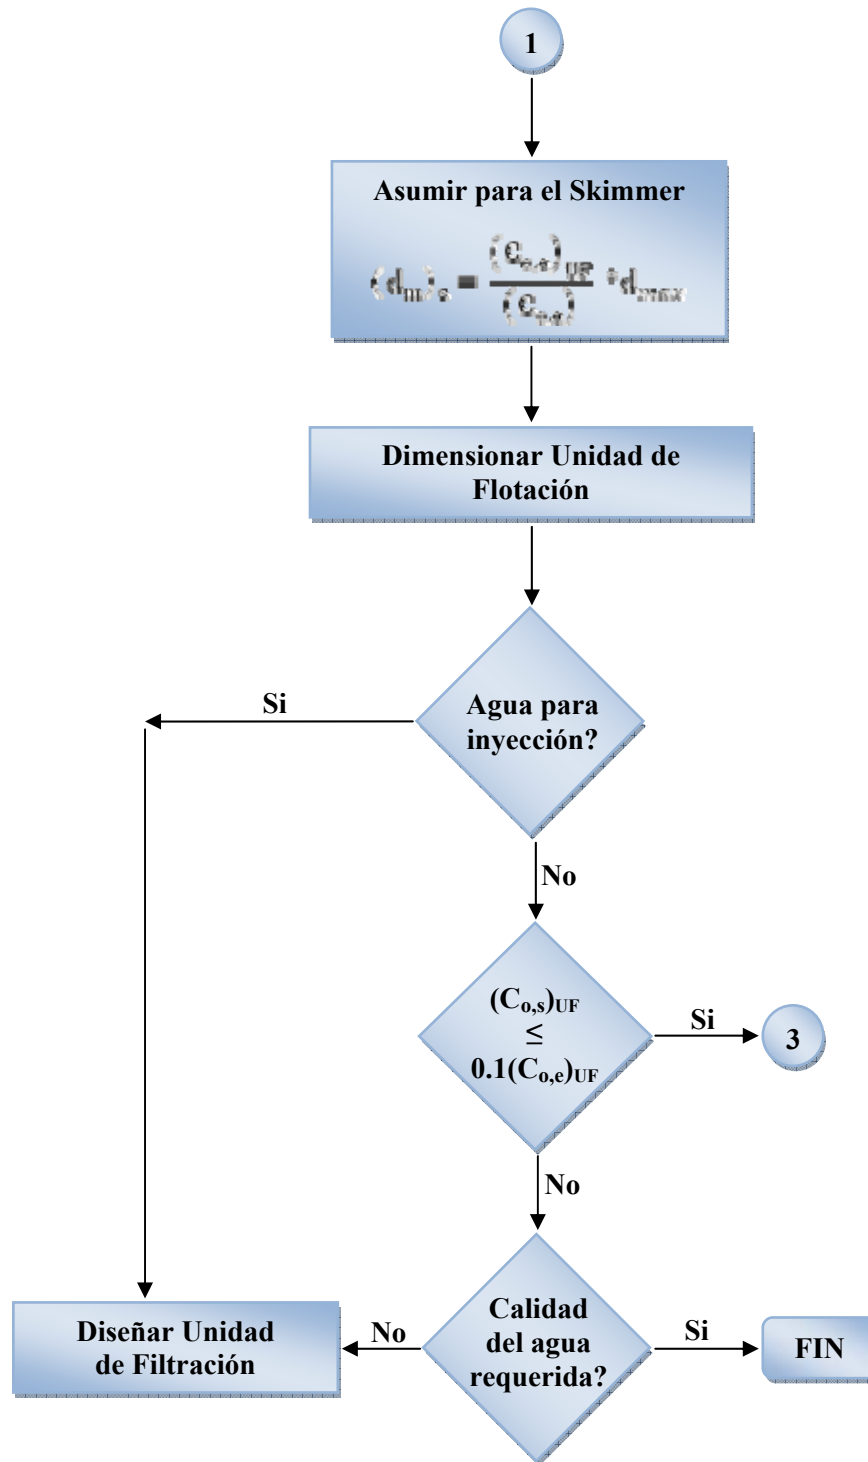 1
Asumir para el Skimmer
Dimensionar Unidad de
Flotación
Agua para
inyección?
Si
No
(Co,s)UF
≤
0.1(Co,e)UF
Si
3
No
Calidad
del agua
requerida?
No
Si
Diseñar Unidad
de Filtración
FIN